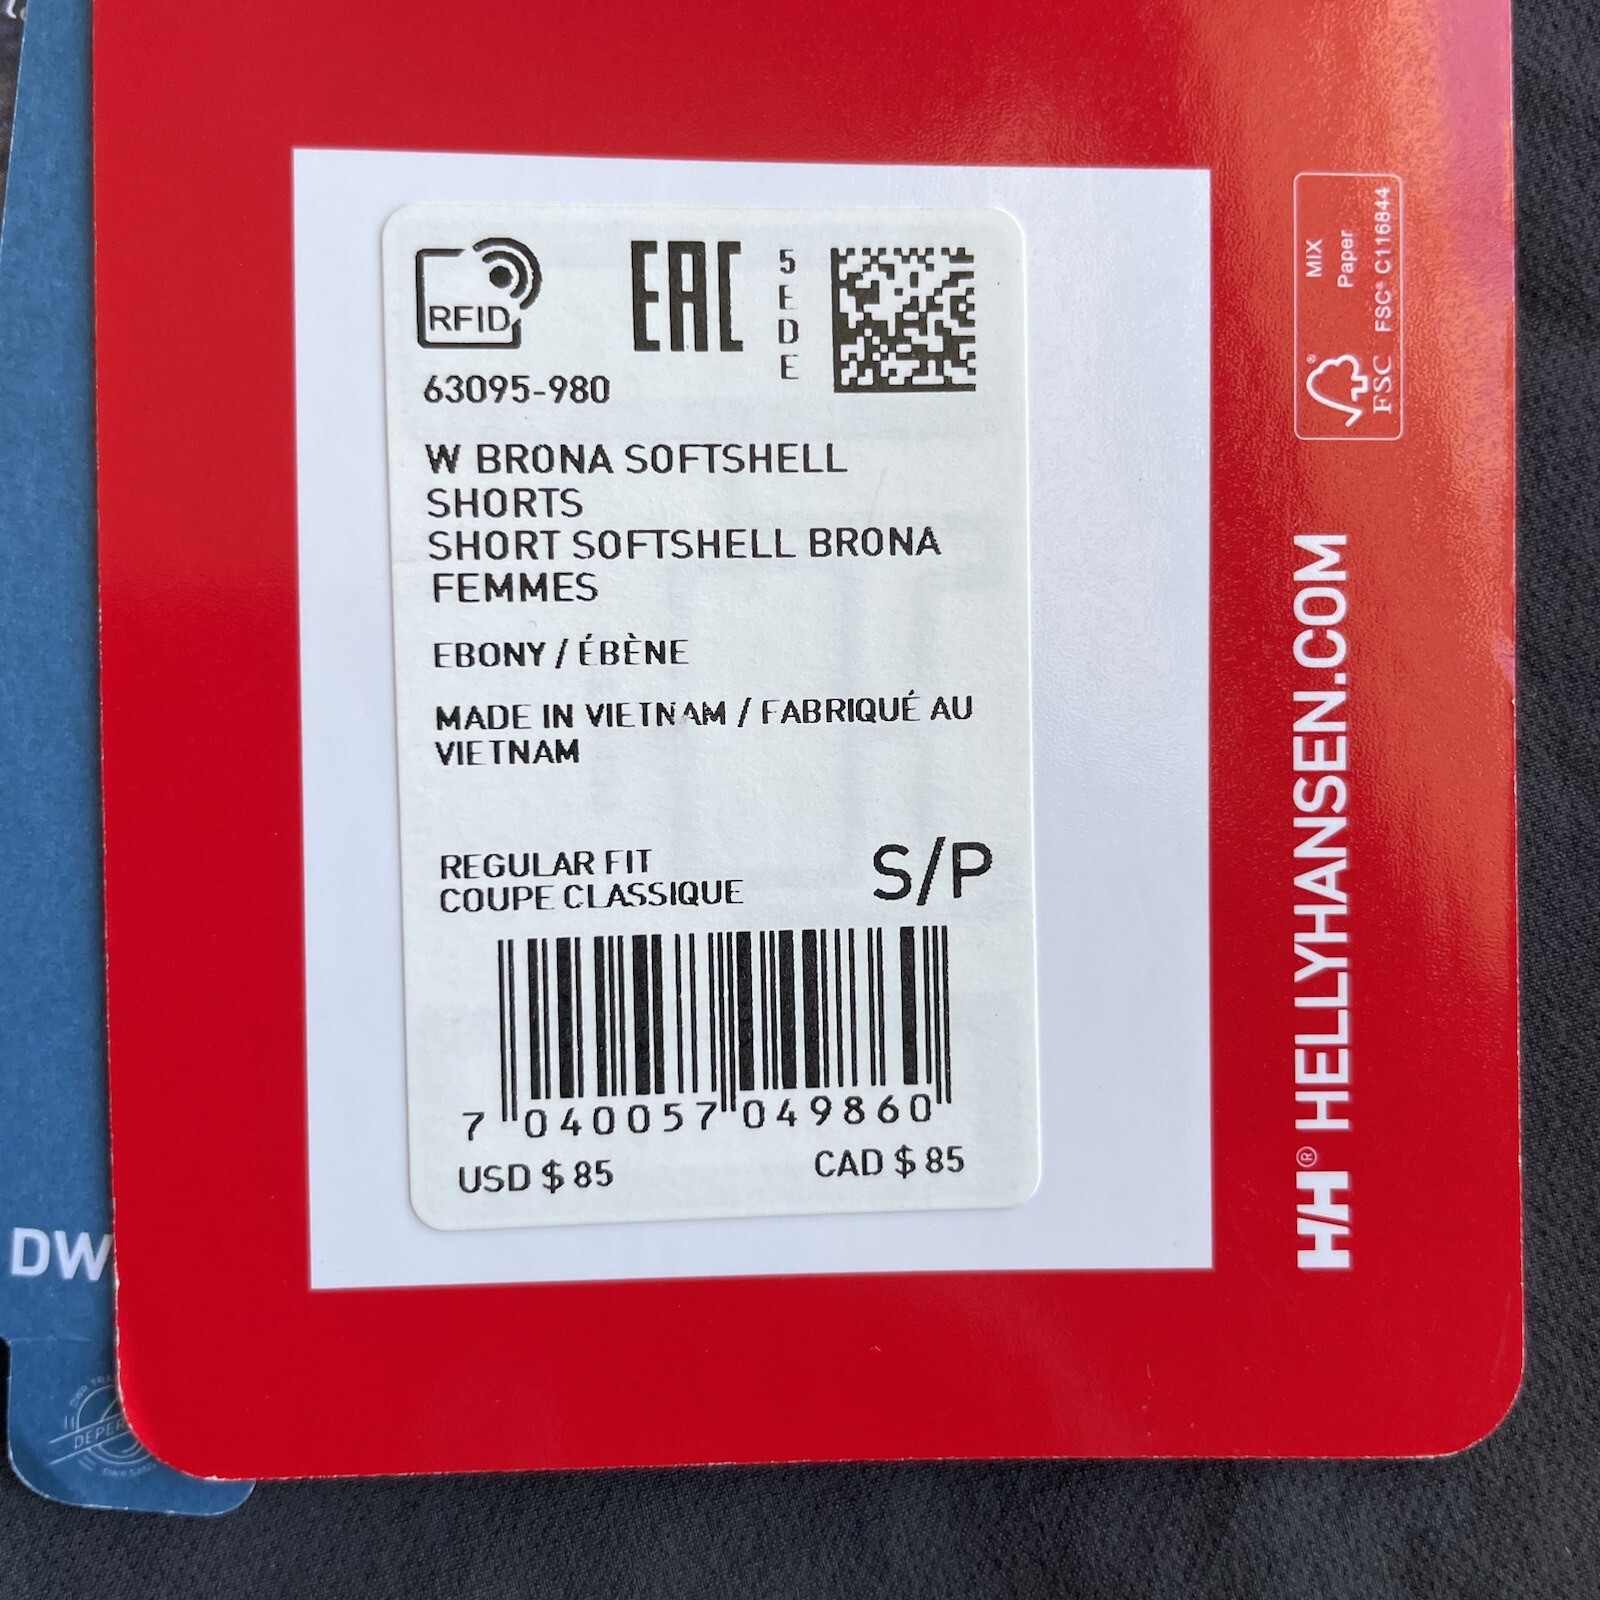 RFID
EAC
5
E
D
E
63095-980
W BRONA SOFTSHELL
SHORTS
SHORT SOFTSHELL BRONA
FEMMES
EBONY / ÉBÈNE
MADE IN VIETNAM / FABRIQUÉ AU
VIETNAM
REGULAR FIT
COUPE CLASSIQUE
S/P
7 040057 049860
USD $ 85
CAD $ 85
MIX
Paper
FSC® C116844
FSC
HH® HELLYHANSEN.COM
DW